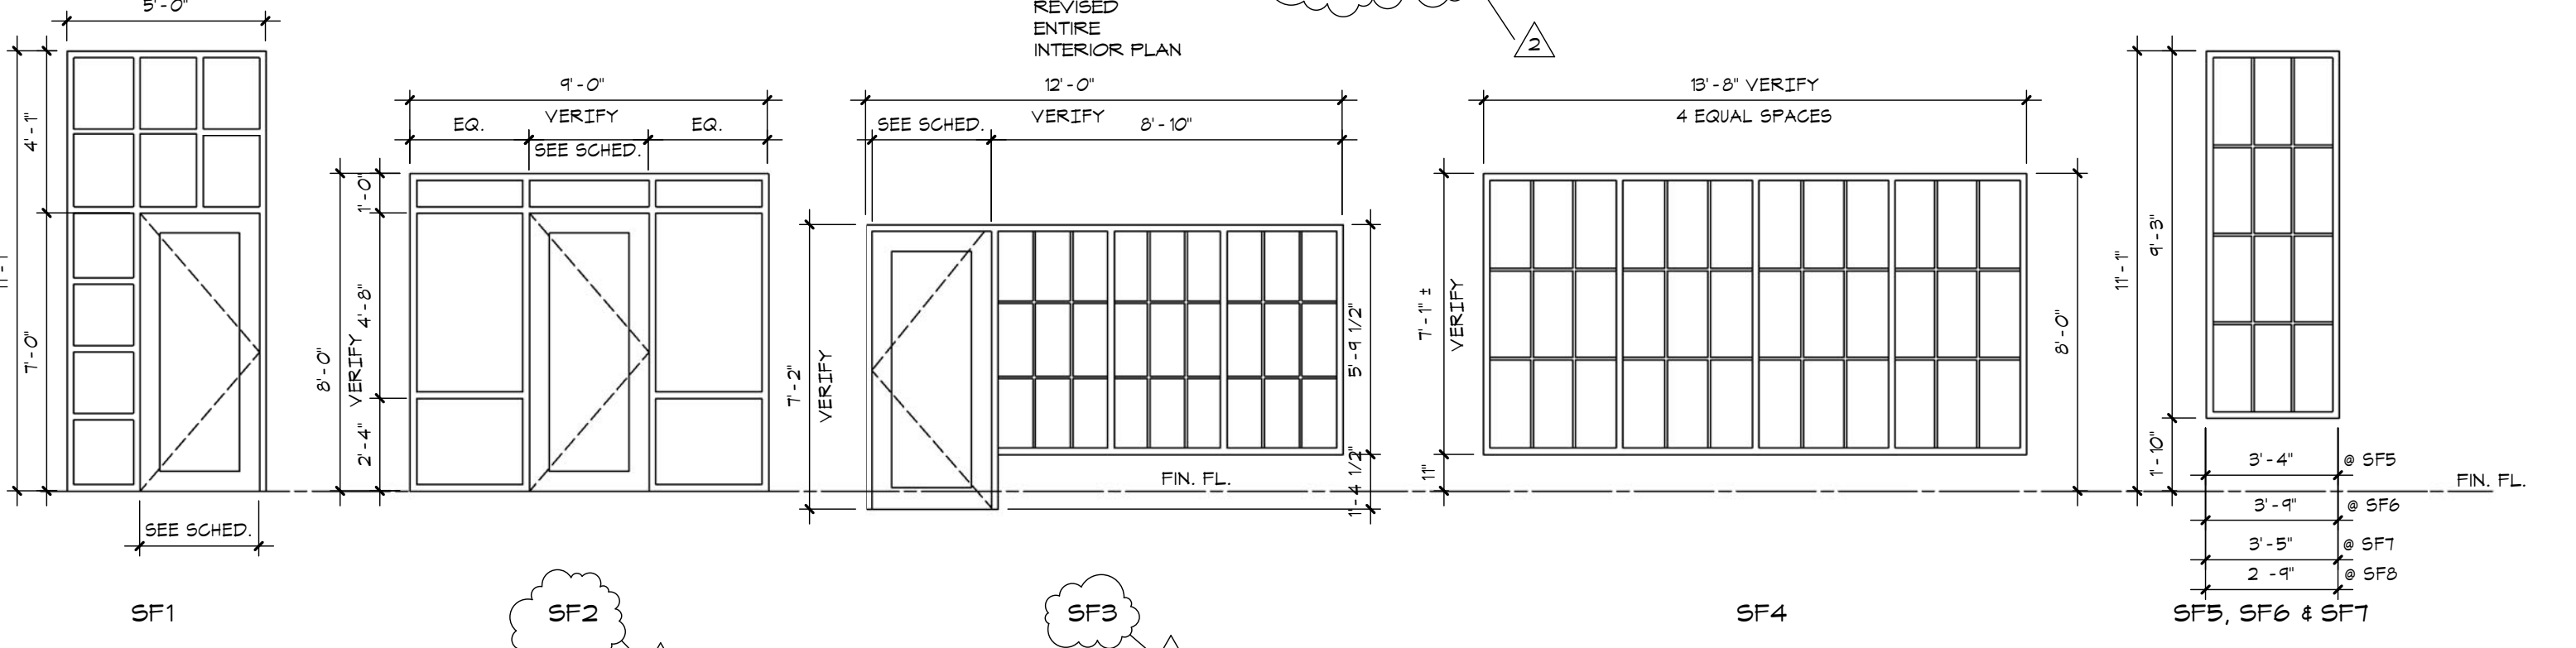 5'-0"
REVISED
ENTIRE
INTERIOR PLAN
2
4'-1"
7'-0"
SEE SCHED.
SF1
9'-0"
VERIFY
EQ.
SEE SCHED.
EQ.
1'-0"
4'-8"
2'-4"
8'-0"
VERIFY
SF2
12'-0"
VERIFY
SEE SCHED.
8'-10"
7'-2"
VERIFY
5'-9 1/2"
1'-4 1/2"
FIN. FL.
SF3
13'-8" VERIFY
4 EQUAL SPACES
7'-1" ±
VERIFY
11"
8'-0"
SF4
11'-1"
9'-3"
1'-10"
3'-4" @ SF5
FIN. FL.
3'-9" @ SF6
3'-5" @ SF7
2 -9" @ SF8
SF5, SF6 & SF7